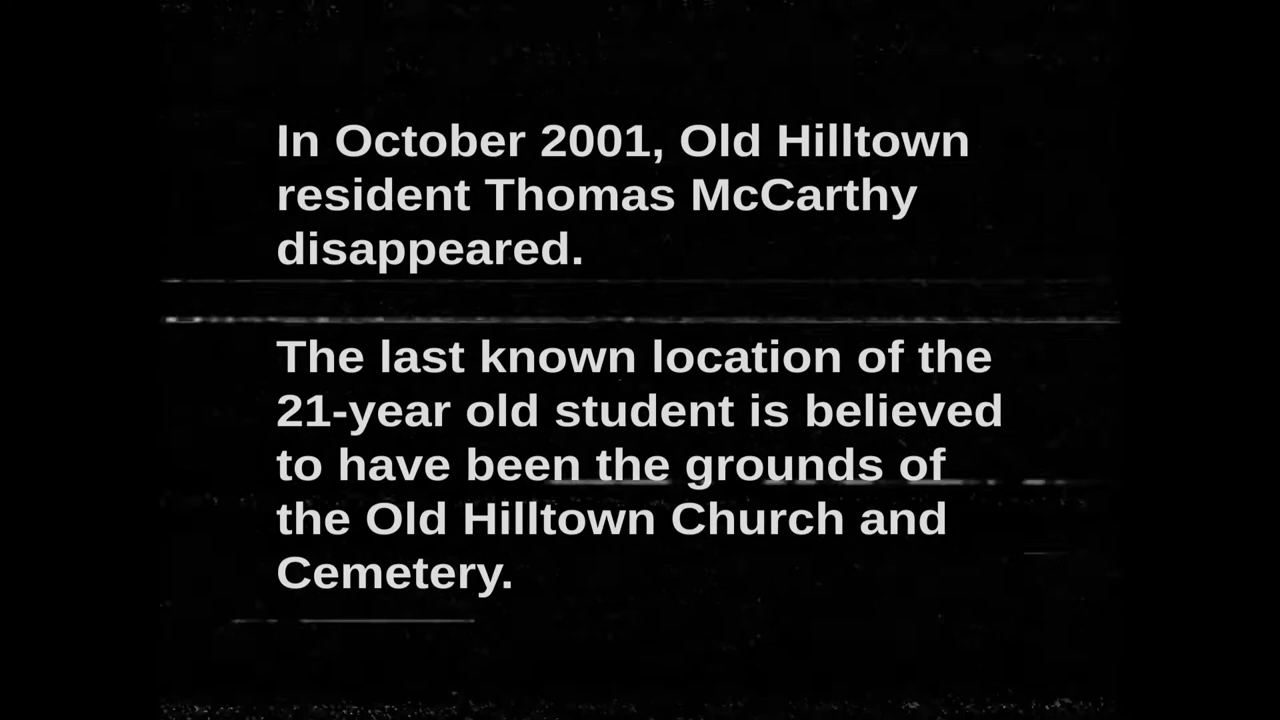 In October 2001, Old Hilltown
resident Thomas McCarthy
disappeared.
The last known location of the
21-year old student is believed
to have been the grounds of
the Old Hilltown Church and
Cemetery.